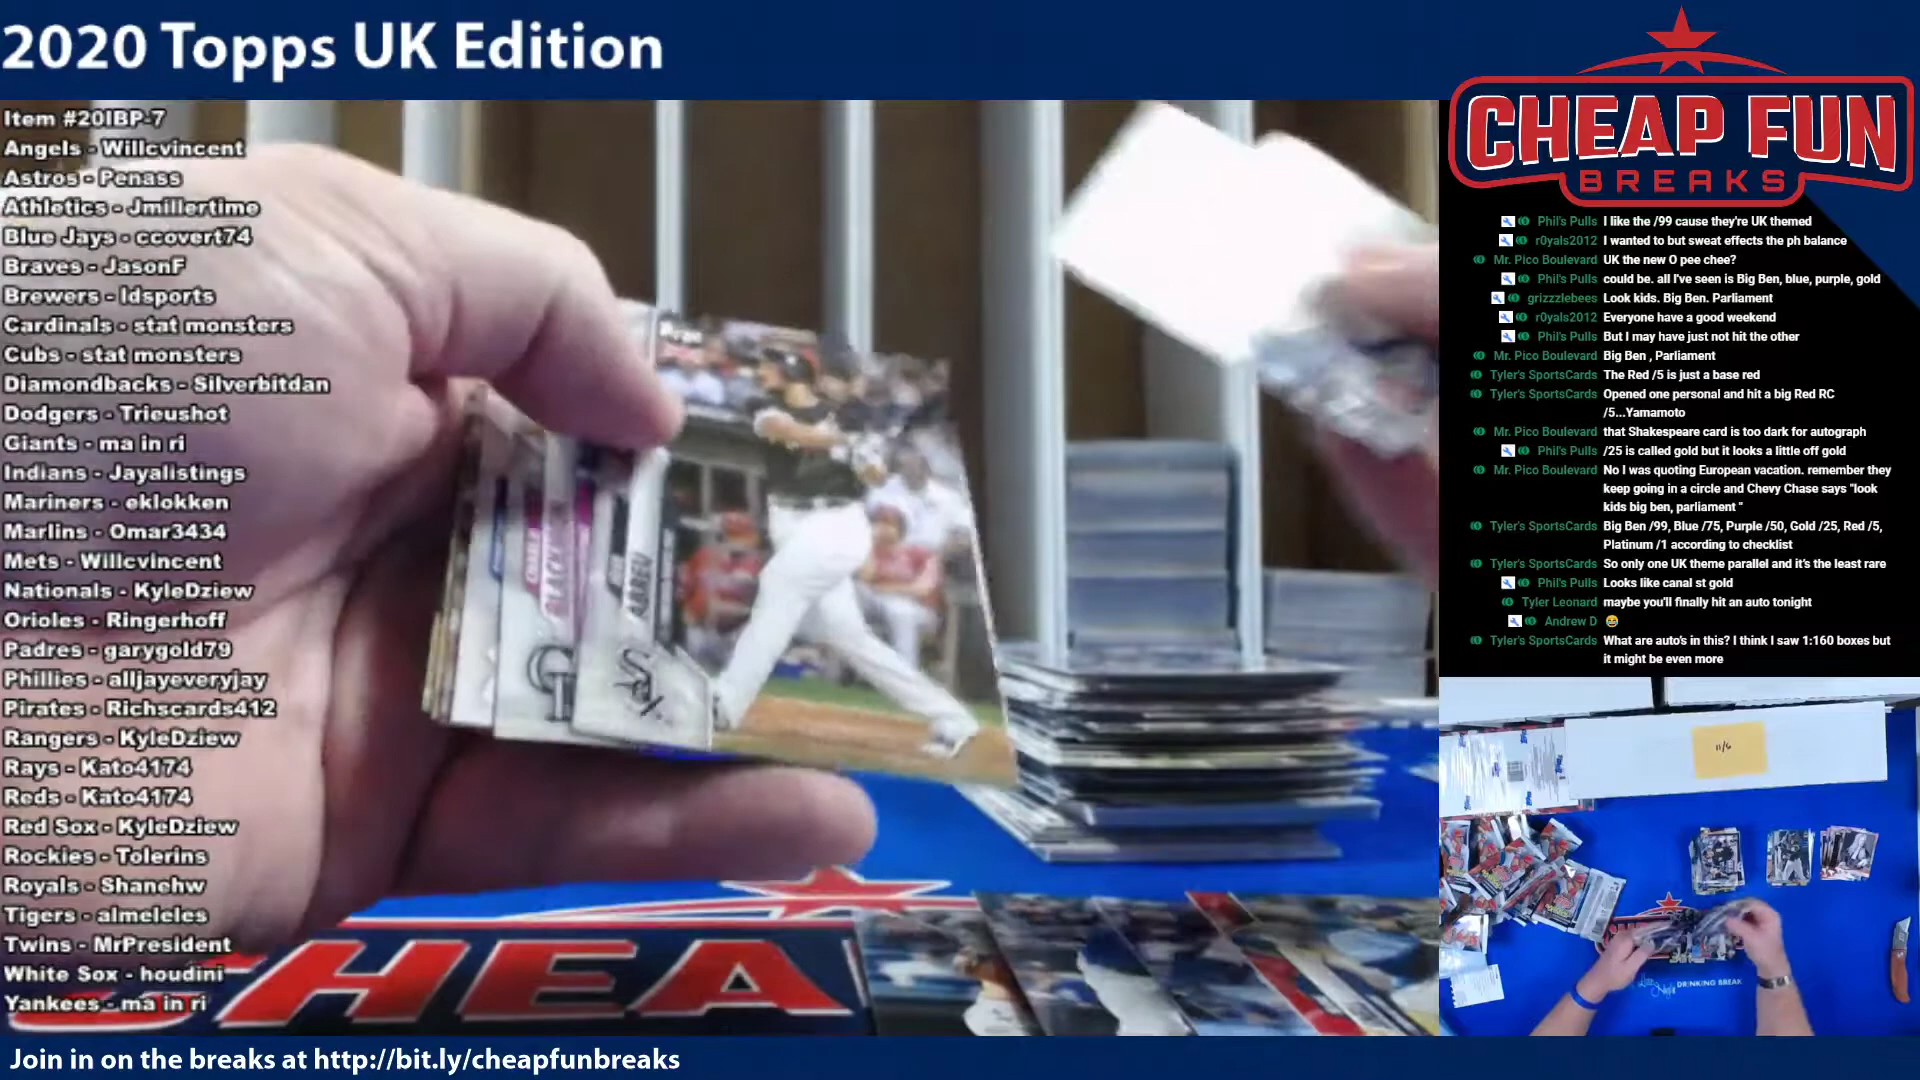 2020 Topps UK Edition
Item #20IBP-7
Angels - Willcvincent
Astros - Penass
Athletics - Jmillertime
Blue Jays - ccovert74
Braves - JasonF
Brewers - ldsports
Cardinals - stat monsters
Cubs - stat monsters
Diamondbacks - Silverbitdan
Dodgers - Trieushot
Giants - ma in ri
Indians - Jayalistings
Mariners - eklokken
Marlins - Omar3434
Mets - Willcvincent
Nationals - KyleDziew
Orioles - Ringerhoff
Padres - garygold79
Phillies - alljayeveryjay
Pirates - Richscards412
Rangers - KyleDziew
Rays - Kato4174
Reds - Kato4174
Red Sox - KyleDziew
Rockies - Tolerins
Royals - Shanehw
Tigers - almeleles
Twins - MrPresident
White Sox - houdini
Yankees - ma in ri
ABREU
HEA
CHEAP FUN
BREAKS
Phil's Pulls I like the /99 cause they're UK themed
r0yals2012 I wanted to but sweat effects the ph balance
Mr. Pico Boulevard UK the new O pee chee?
Phil's Pulls could be. all I've seen is Big Ben, blue, purple, gold
grizzzlebees Look kids. Big Ben. Parliament
r0yals2012 Everyone have a good weekend
Phil's Pulls But I may have just not hit the other
Mr. Pico Boulevard Big Ben , Parliament
Tyler's SportsCards The Red /5 is just a base red
Tyler's SportsCards Opened one personal and hit a big Red RC
/5...Yamamoto
Mr. Pico Boulevard that Shakespeare card is too dark for autograph
Phil's Pulls /25 is called gold but it looks a little off gold
Mr. Pico Boulevard No I was quoting European vacation. remember they
keep going in a circle and Chevy Chase says "look
kids big ben, parliament "
Tyler's SportsCards Big Ben /99, Blue /75, Purple /50, Gold /25, Red /5,
Platinum /1 according to checklist
Tyler's SportsCards So only one UK theme parallel and it's the least rare
Phil's Pulls Looks like canal st gold
Tyler Leonard maybe you'll finally hit an auto tonight
Andrew D 😂
Tyler's SportsCards What are auto's in this? I think I saw 1:160 boxes but
it might be even more
11/6
DRINKING BREAK
Join in on the breaks at http://bit.ly/cheapfunbreaks